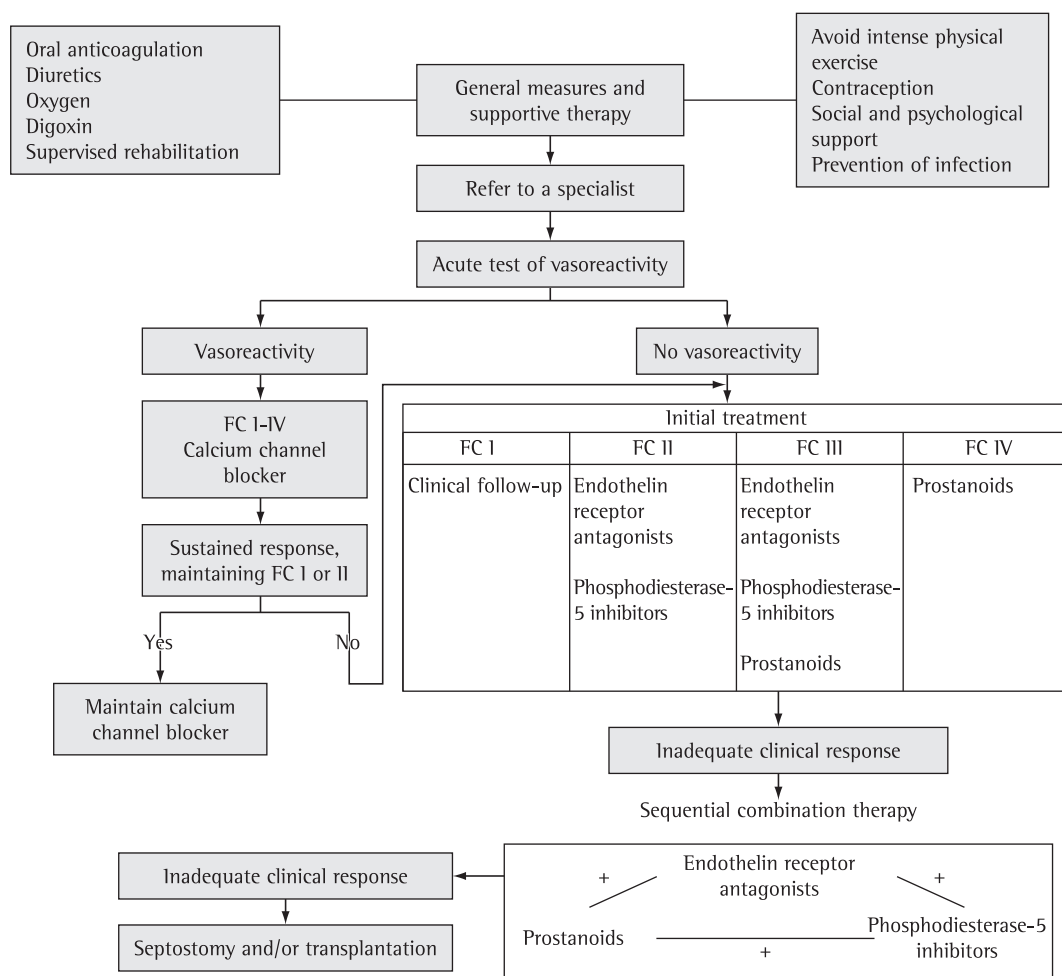 Oral anticoagulation
Diuretics
Oxygen
Digoxin
Supervised rehabilitation
General measures and
supportive therapy
Avoid intense physical
exercise
Contraception
Social and psychological
support
Prevention of infection
Refer to a specialist
Acute test of vasoreactivity
Vasoreactivity
No vasoreactivity
FC I-IV
Calcium channel
blocker
Sustained response,
maintaining FC I or II
Yes
No
Maintain calcium
channel blocker
Initial treatment
FC I
FC II
FC III
FC IV
Clinical follow-up
Endothelin
receptor
antagonists
Phosphodiesterase-
5 inhibitors
Endothelin
receptor
antagonists
Phosphodiesterase-
5 inhibitors
Prostanoids
Prostanoids
Inadequate clinical response
Sequential combination therapy
Endothelin receptor
antagonists
+
+
Prostanoids
+
Phosphodiesterase-5
inhibitors
Inadequate clinical response
Septostomy and/or transplantation